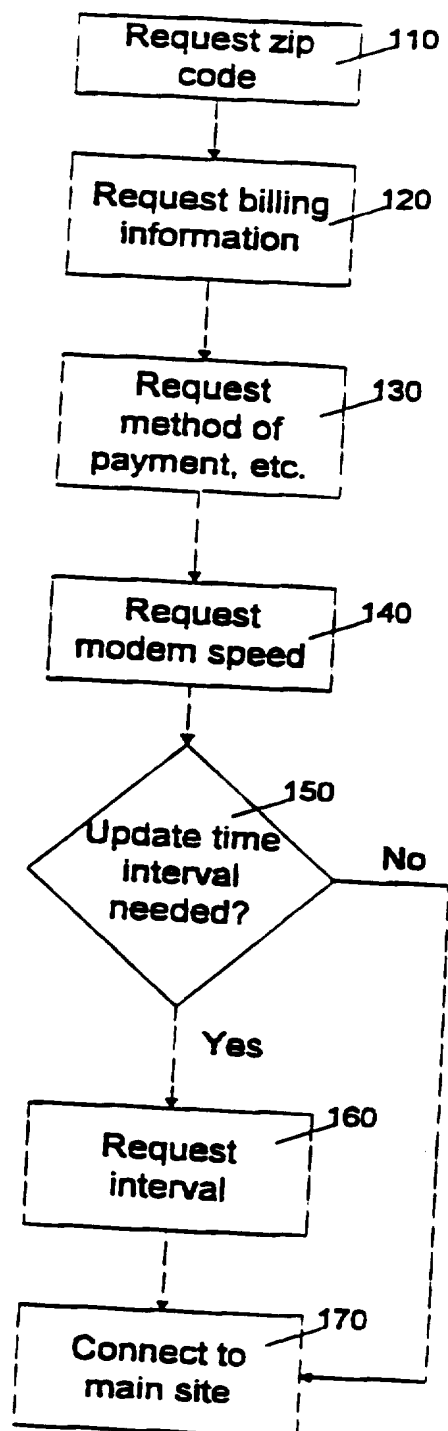 Request zip
code
110
Request billing
information
120
Request
method of
payment, etc.
130
Request
modem speed
140
Update time
interval
needed?
150
No
Yes
Request
interval
160
Connect to
main site
170